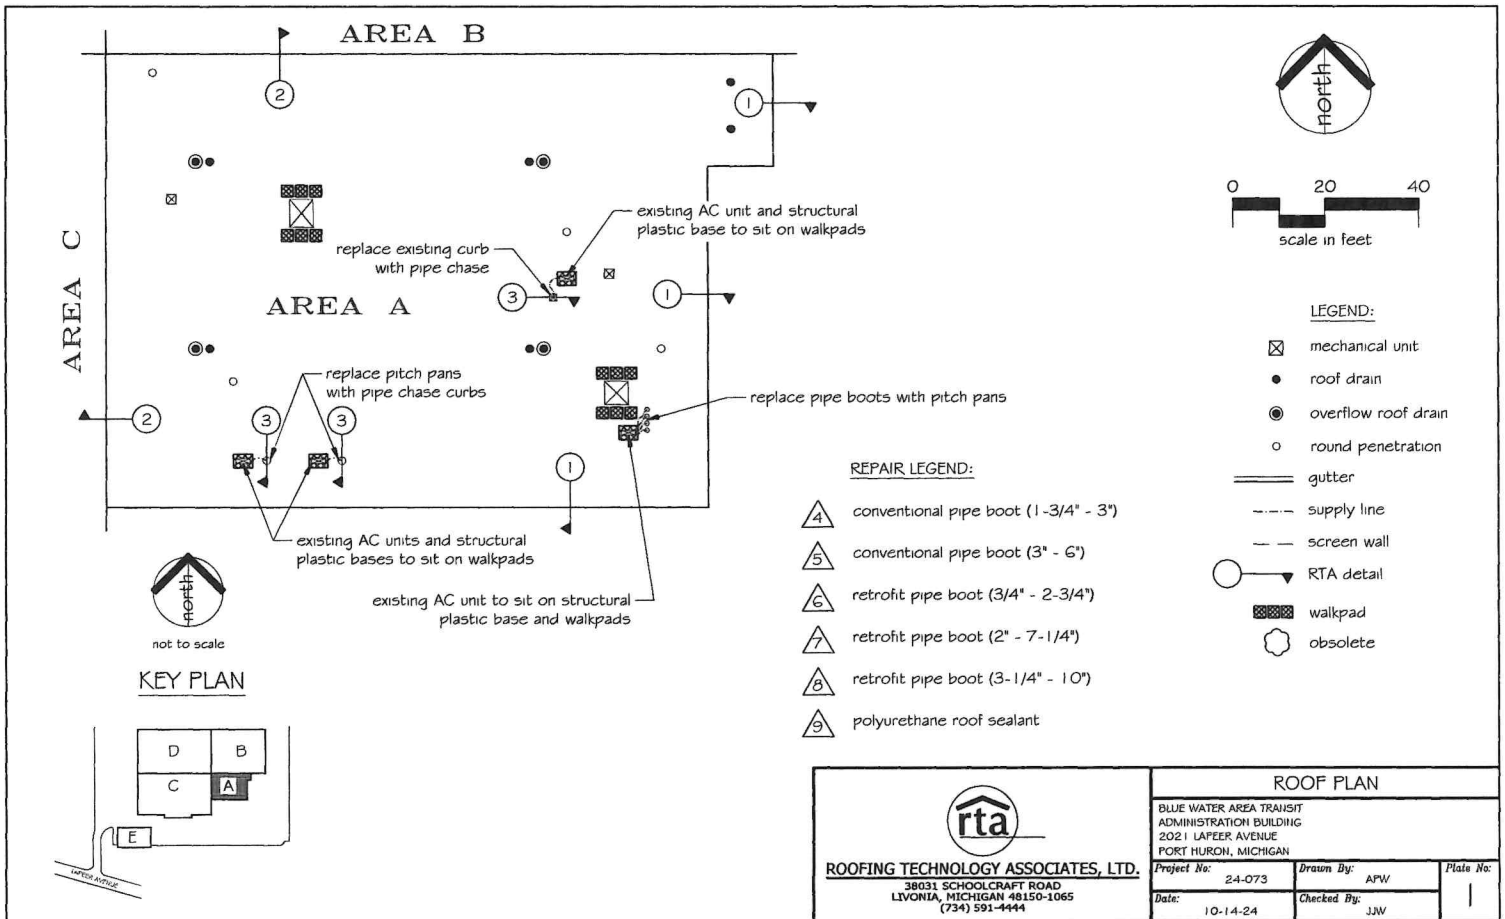 AREA B
2
1
north
0 20 40
scale in feet
existing AC unit and structural
plastic base to sit on walkpads
replace existing curb
with pipe chase
3
1
AREA C
AREA A
LEGEND:
mechanical unit
roof drain
overflow roof drain
round penetration
gutter
supply line
screen wall
RTA detail
walkpad
obsolete
replace pitch pans
with pipe chase curbs
replace pipe boots with pitch pans
2
3
3
1
existing AC units and structural
plastic bases to sit on walkpads
existing AC unit to sit on structural
plastic base and walkpads
REPAIR LEGEND:
4 conventional pipe boot (1-3/4" - 3")
5 conventional pipe boot (3" - 6")
6 retrofit pipe boot (3/4" - 2-3/4")
7 retrofit pipe boot (2" - 7-1/4")
8 retrofit pipe boot (3-1/4" - 10")
9 polyurethane roof sealant
north
not to scale
KEY PLAN
D
B
C
A
E
LAPEER AVENUE
rta
ROOFING TECHNOLOGY ASSOCIATES, LTD.
38031 SCHOOLCRAFT ROAD
LIVONIA, MICHIGAN 48150-1065
(734) 591-4444
ROOF PLAN
BLUE WATER AREA TRANSIT
ADMINISTRATION BUILDING
2021 LAPEER AVENUE
PORT HURON, MICHIGAN
Project No: 24-073
Drawn By: APW
Plate No: 1
Date: 10-14-24
Checked By: JJW